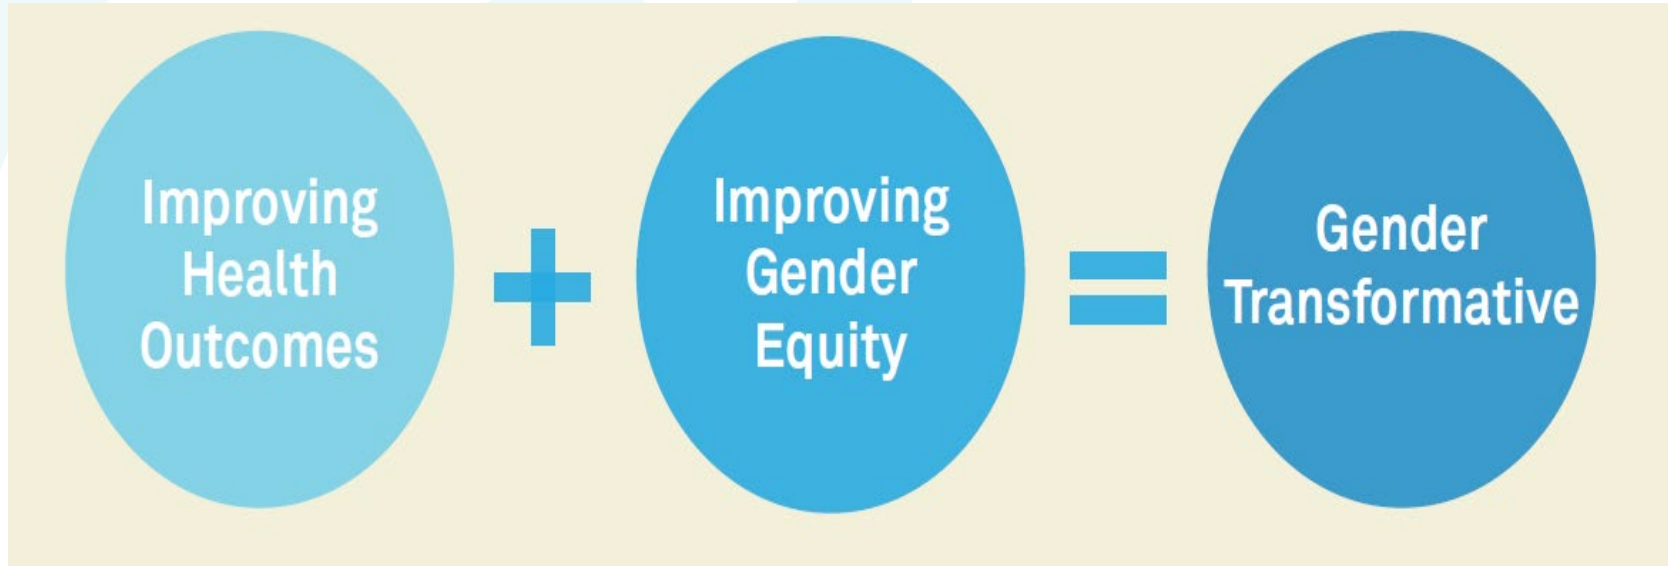 Improving
Health
Outcomes
+
Improving
Gender
Equity
=
Gender
Transformative